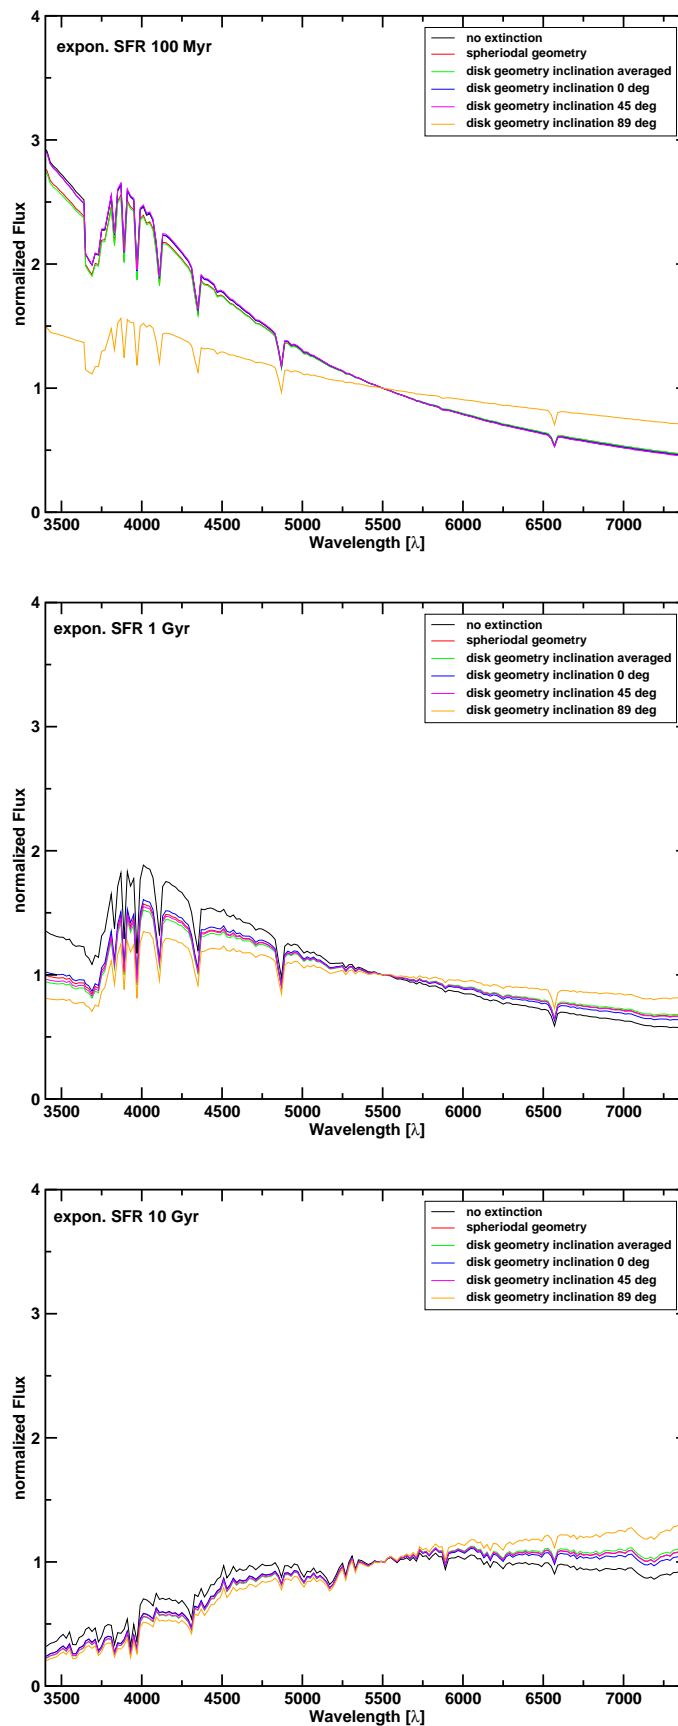 4
expon. SFR 100 Myr
no extinction
spheriodal geometry
disk geometry inclination averaged
disk geometry inclination 0 deg
disk geometry inclination 45 deg
disk geometry inclination 89 deg
3
normalized Flux
2
1
0
3500 4000 4500 5000 5500 6000 6500 7000
Wavelength [λ]
4
expon. SFR 1 Gyr
no extinction
spheriodal geometry
disk geometry inclination averaged
disk geometry inclination 0 deg
disk geometry inclination 45 deg
disk geometry inclination 89 deg
3
normalized Flux
2
1
0
3500 4000 4500 5000 5500 6000 6500 7000
Wavelength [λ]
4
expon. SFR 10 Gyr
no extinction
spheriodal geometry
disk geometry inclination averaged
disk geometry inclination 0 deg
disk geometry inclination 45 deg
disk geometry inclination 89 deg
3
normalized Flux
2
1
0
3500 4000 4500 5000 5500 6000 6500 7000
Wavelength [λ]